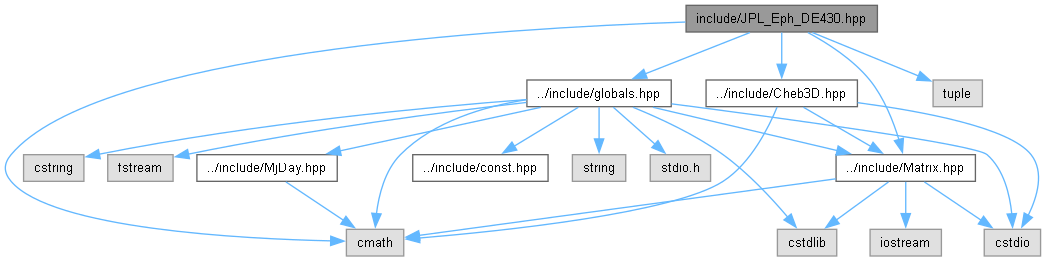 include/JPL_Eph_DE430.hpp
../include/globals.hpp
../include/Cheb3D.hpp
tuple
cstring
fstream
../include/MjDay.hpp
../include/const.hpp
string
stdio.h
../include/Matrix.hpp
cmath
cstdlib
iostream
cstdio